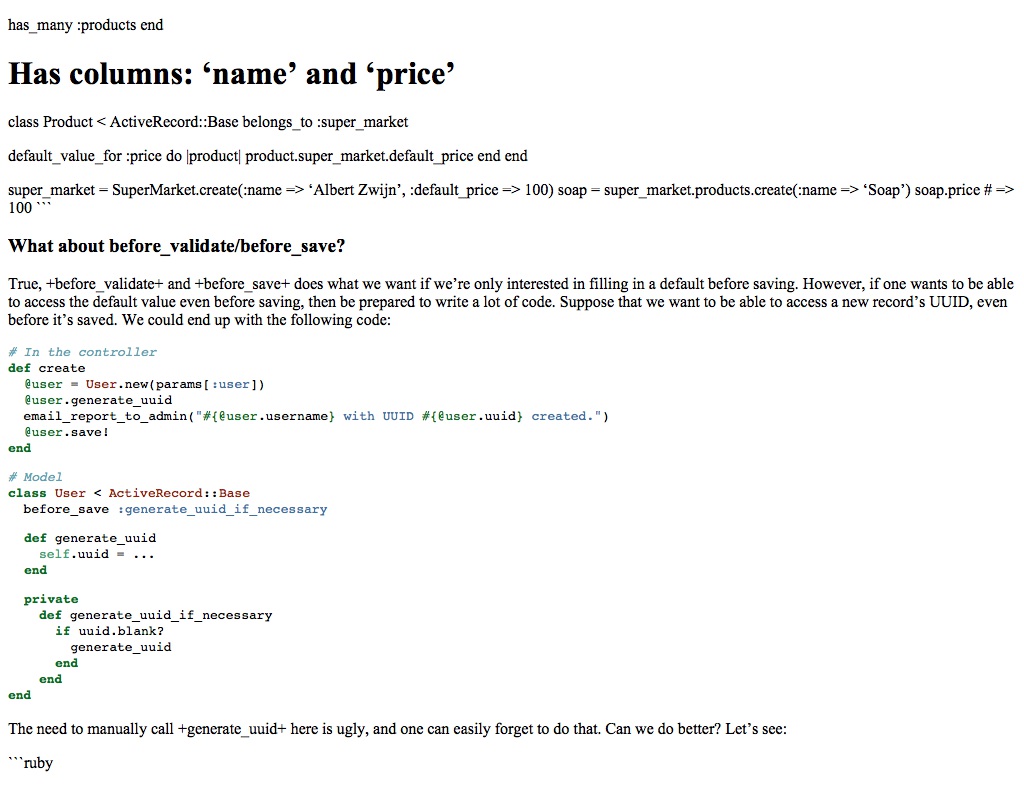 has_many :products end
Has columns: ‘name’ and ‘price’
class Product < ActiveRecord::Base belongs_to :super_market
default_value_for :price do |product| product.super_market.default_price end end
super_market = SuperMarket.create(:name => ‘Albert Zwijn’, :default_price => 100) soap = super_market.products.create(:name => ‘Soap’) soap.price # =>
100 ```
What about before_validate/before_save?
True, +before_validate+ and +before_save+ does what we want if we’re only interested in filling in a default before saving. However, if one wants to be able
to access the default value even before saving, then be prepared to write a lot of code. Suppose that we want to be able to access a new record’s UUID, even
before it’s saved. We could end up with the following code:
# In the controller
def create
  @user = User.new(params[:user])
  @user.generate_uuid
  email_report_to_admin("#{@user.username} with UUID #{@user.uuid} created.")
  @user.save!
end
# Model
class User < ActiveRecord::Base
  before_save :generate_uuid_if_necessary
  def generate_uuid
    self.uuid = ...
  end
  private
    def generate_uuid_if_necessary
      if uuid.blank?
        generate_uuid
      end
    end
end
The need to manually call +generate_uuid+ here is ugly, and one can easily forget to do that. Can we do better? Let’s see:
```ruby